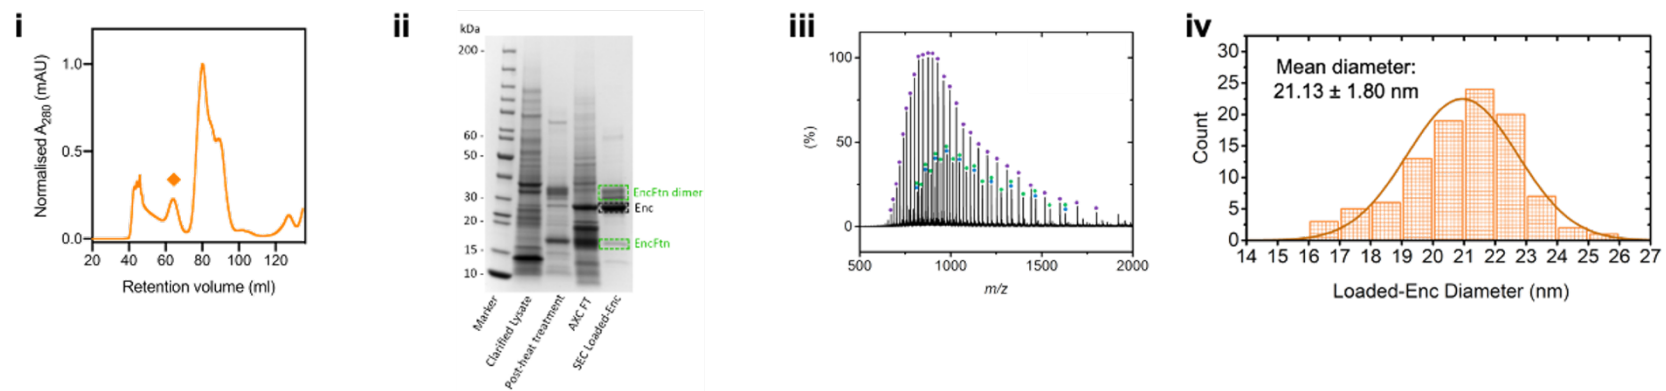 i
Normalised A280 (mAU)
1.0
0.5
0.0
20 40 60 80 100 120
Retention volume (ml)
ii
kDa
200 -
60 -
50 -
30 -
20 -
15 -
10 -
EncFtn dimer
Enc
EncFtn
Marker
Clarified Lysate
Post-heat treatment
AXC FT
SEC Loaded-Enc
iii
(%)
100
50
0
500 1000 1500 2000
m/z
iv
Mean diameter:
21.13 ± 1.80 nm
Count
30
25
20
15
10
5
0
14 15 16 17 18 19 20 21 22 23 24 25 26 27
Loaded-Enc Diameter (nm)